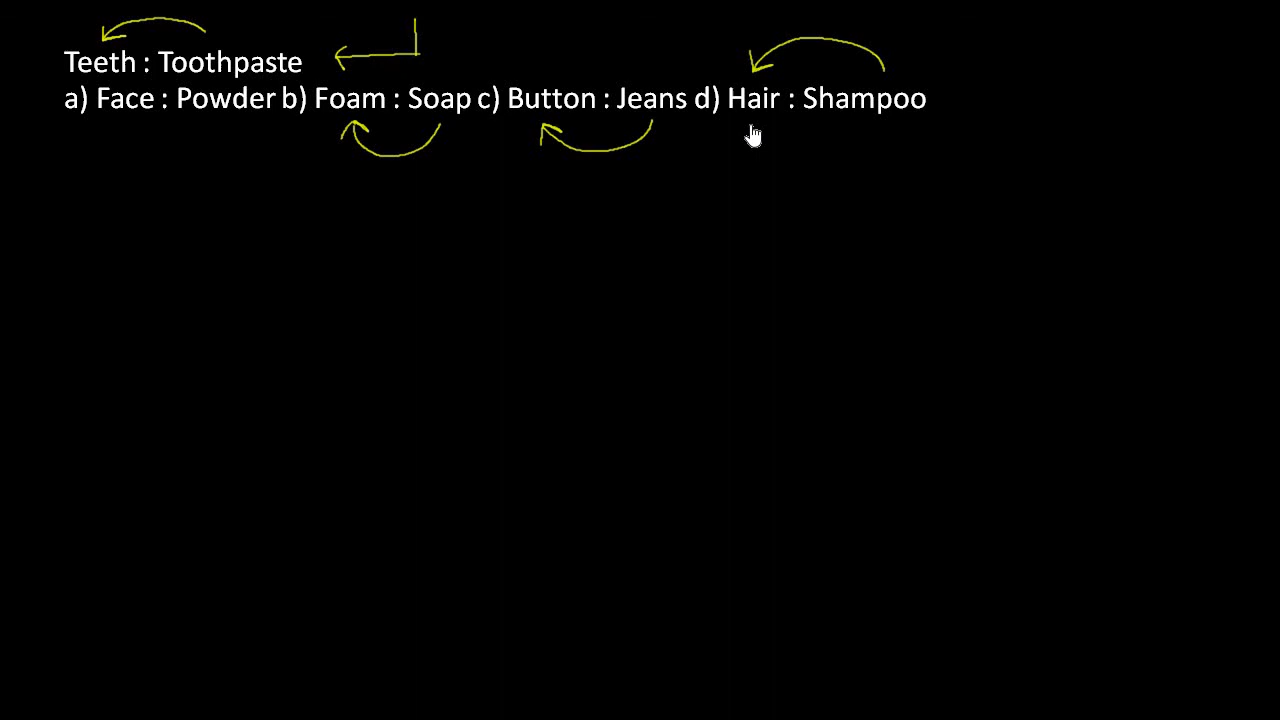 Teeth : Toothpaste
a) Face : Powder b) Foam : Soap c) Button : Jeans d) Hair : Shampoo